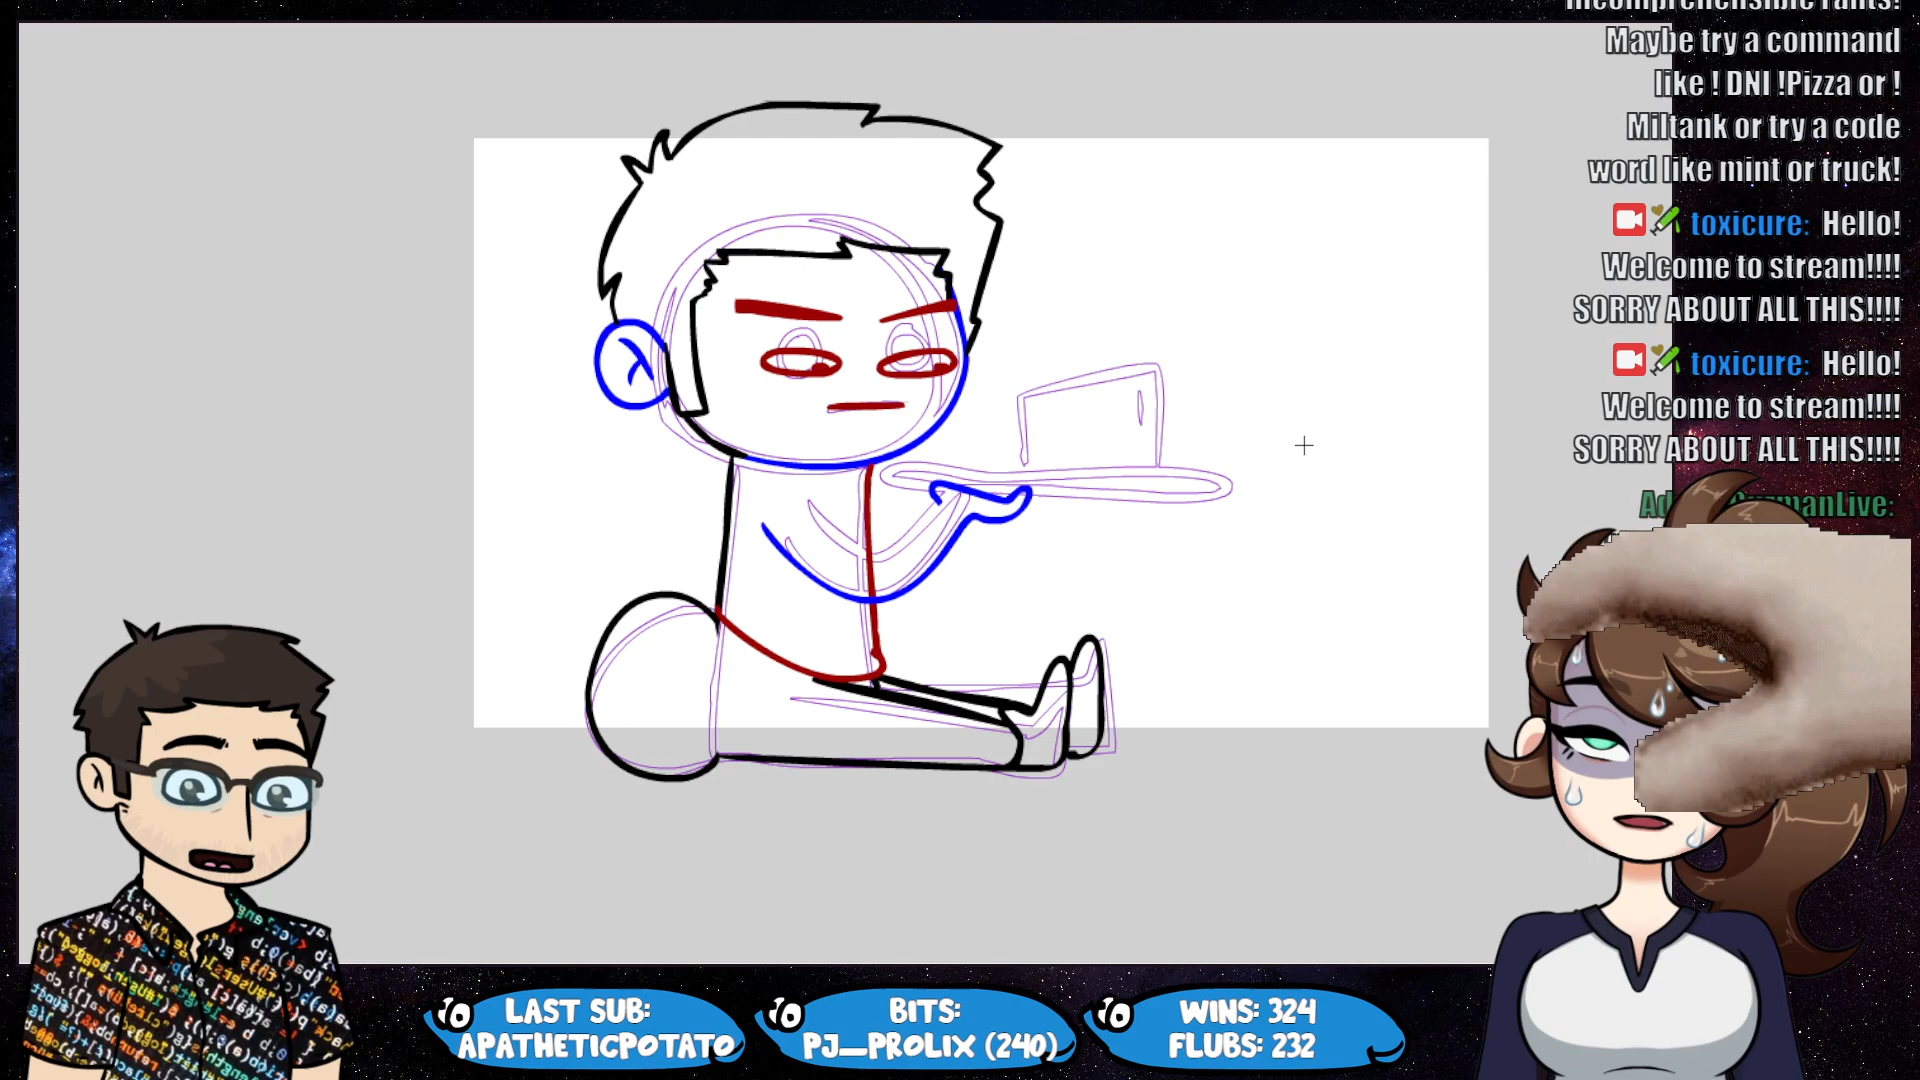 incomprehensible rants!
Maybe try a command
like ! DNI !Pizza or !
Miltank or try a code
word like mint or truck!
toxicure: Hello!
Welcome to stream!!!!
SORRY ABOUT ALL THIS!!!!
toxicure: Hello!
Welcome to stream!!!!
SORRY ABOUT ALL THIS!!!!
LAST SUB:
APATHETICPOTATO
BITS:
PJ_PROLIX (240)
WINS: 324
FLUBS: 232